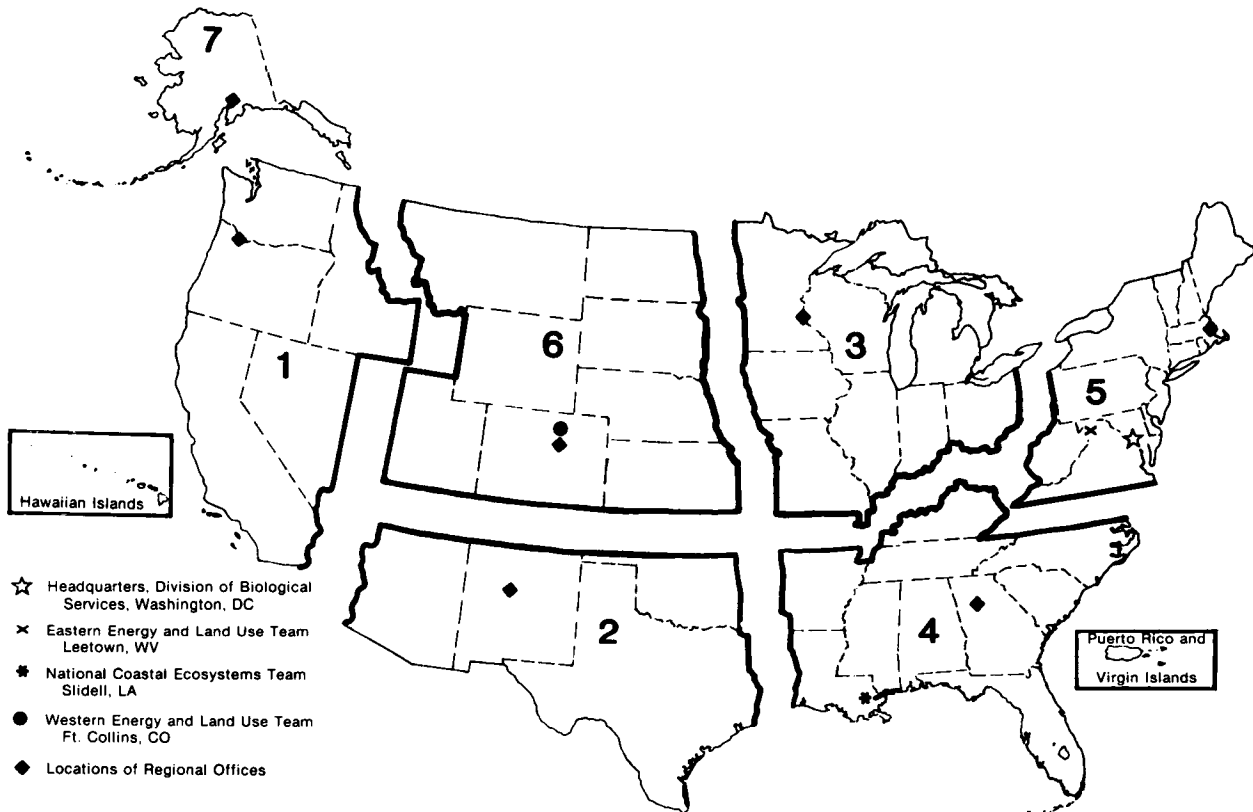 7
1
6
3
5
2
4
Hawaiian Islands
Puerto Rico and
Virgin Islands
Headquarters, Division of Biological
Services, Washington, DC
Eastern Energy and Land Use Team
Leetown, WV
National Coastal Ecosystems Team
Slidell, LA
Western Energy and Land Use Team
Ft. Collins, CO
Locations of Regional Offices